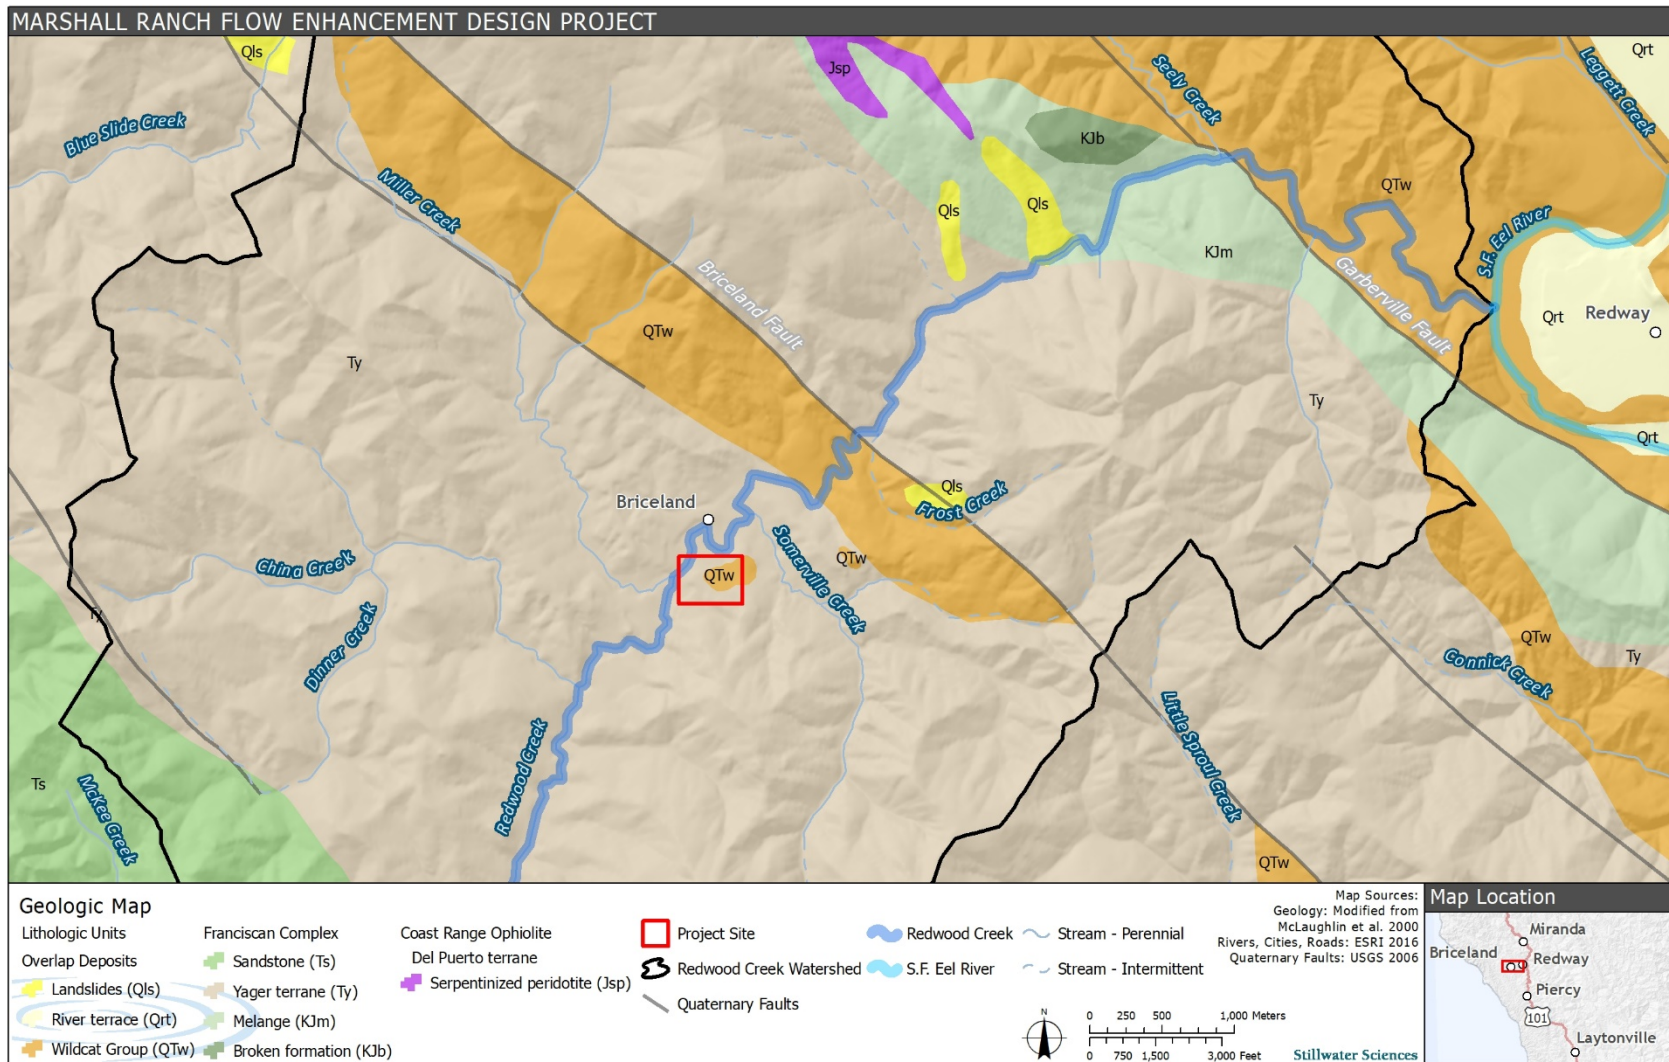 MARSHALL RANCH FLOW ENHANCEMENT DESIGN PROJECT
Qls
Jsp
Seely Creek
Qrt
Leggett Creek
Blue Slide Creek
KJb
Miller Creek
QTw
Qls
Qls
S.F. Eel River
KJm
Briceland Fault
Garberville Fault
Qrt
Redway
QTw
Ty
Ty
Qrt
Briceland
Qls
Frost Creek
Somerville Creek
QTw
China Creek
QTw
Ty
Dinner Creek
QTw
Ty
Connick Creek
Little Sproul Creek
Redwood Creek
Ts
McKee Creek
QTw
Geologic Map
Lithologic Units
Overlap Deposits
Landslides (Qls)
River terrace (Qrt)
Wildcat Group (QTw)
Franciscan Complex
Sandstone (Ts)
Yager terrane (Ty)
Melange (KJm)
Broken formation (KJb)
Coast Range Ophiolite
Del Puerto terrane
Serpentinized peridotite (Jsp)
Project Site
Redwood Creek Watershed
Quaternary Faults
Redwood Creek
S.F. Eel River
Stream - Perennial
Stream - Intermittent
N
0 250 500 1,000 Meters
0 750 1,500 3,000 Feet
Map Sources:
Geology: Modified from
McLaughlin et al. 2000
Rivers, Cities, Roads: ESRI 2016
Quaternary Faults: USGS 2006
Stillwater Sciences
Map Location
Miranda
Briceland
Redway
Piercy
101
Laytonville